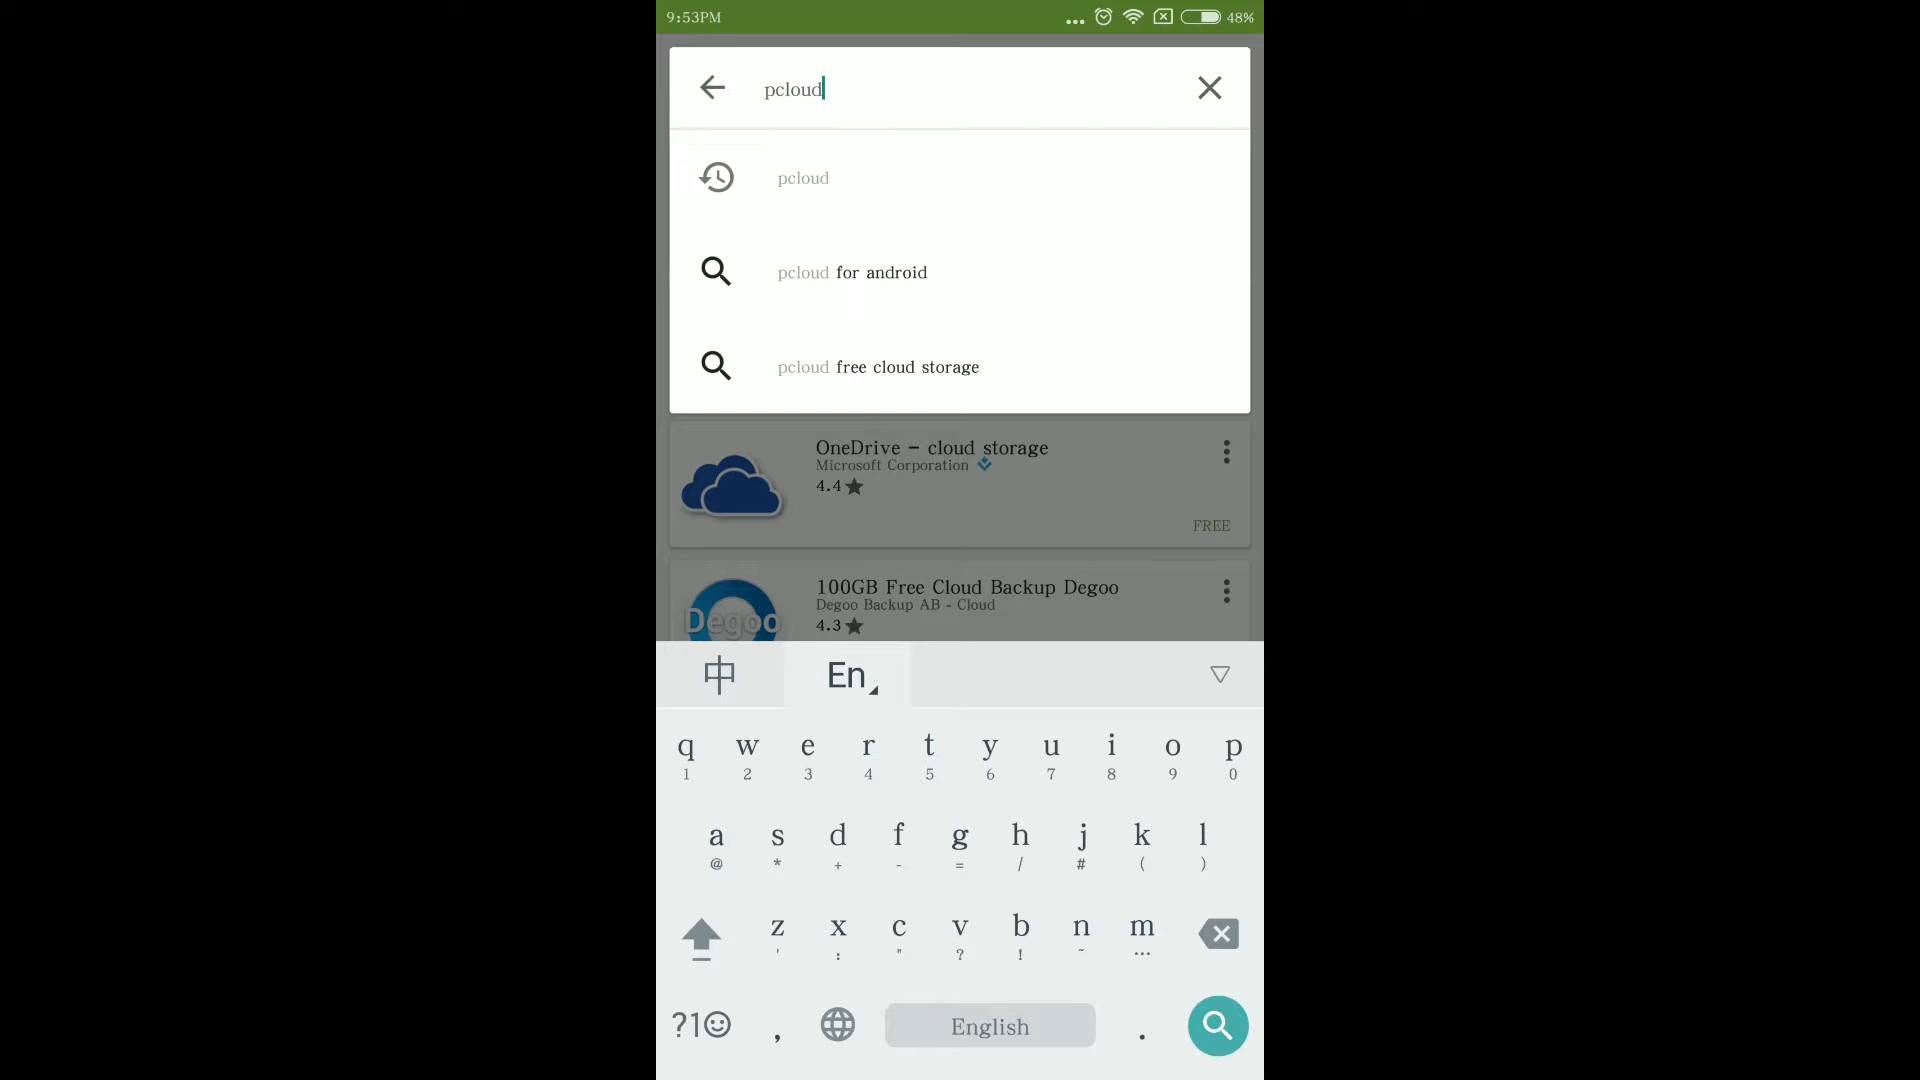 9:53PM
48%
pcloud
pcloud
pcloud for android
pcloud free cloud storage
OneDrive - cloud storage
Microsoft Corporation
4.4
FREE
100GB Free Cloud Backup Degoo
Degoo Backup AB - Cloud
Degoo
4.3
中 En
q w e r t y u i o p
1 2 3 4 5 6 7 8 9 0
a s d f g h j k l
@ * + - = / # ( )
z x c v b n m
' : " ? ! ~ ...
?1☺ , English .